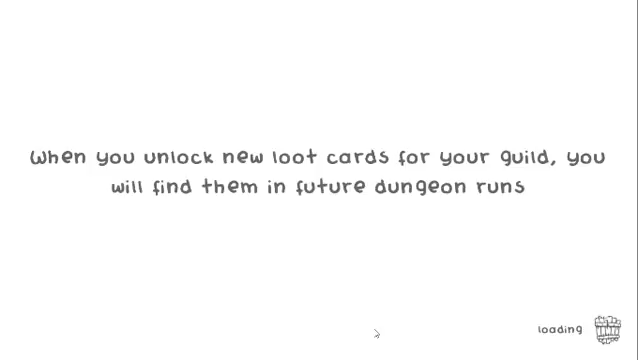 When you unlock new loot cards for your guild, you
will find them in future dungeon runs
loading